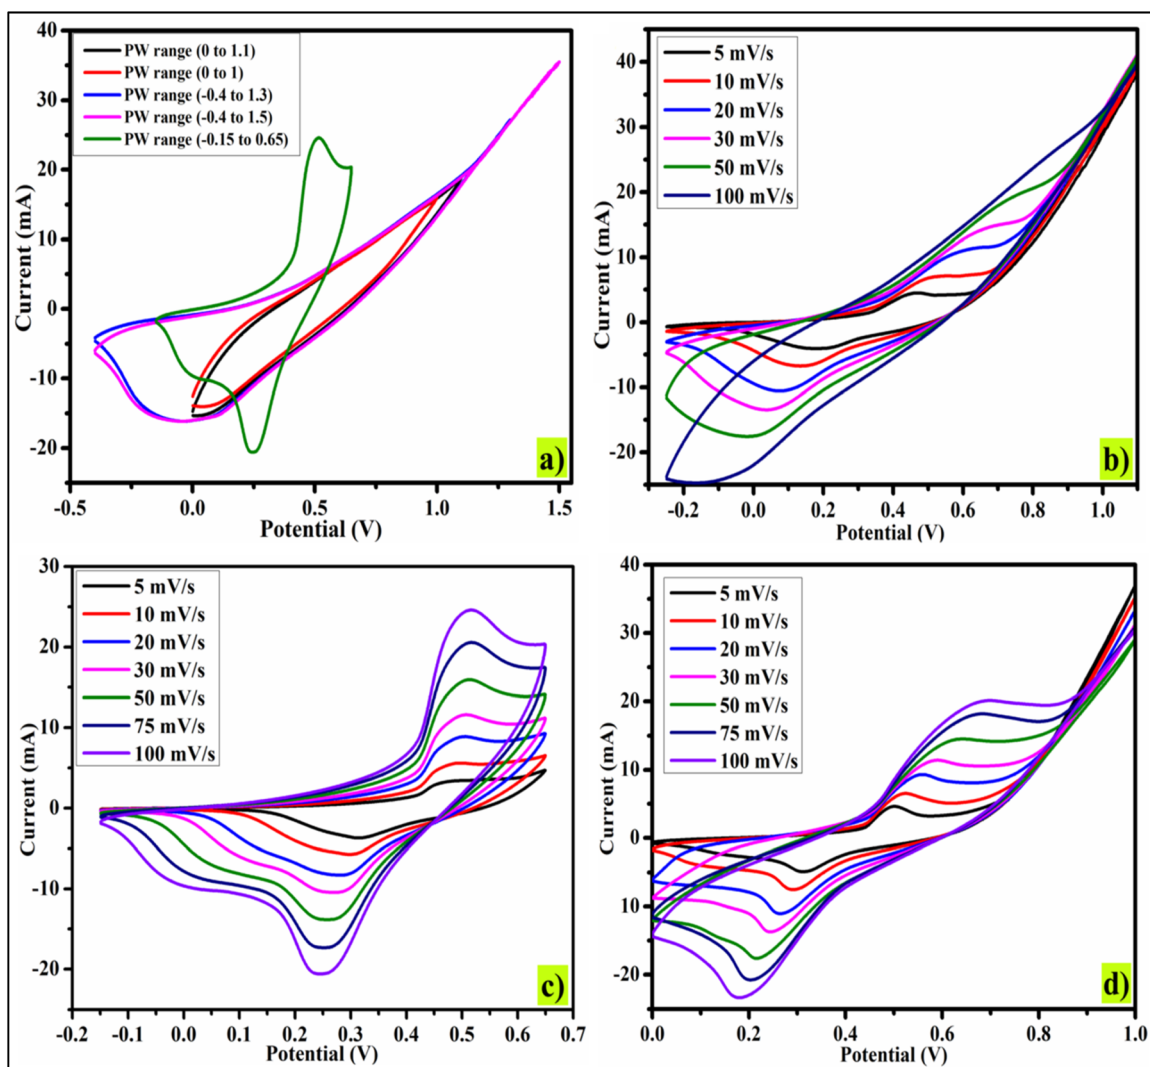 40
30
20
10
0
-10
-20
Current (mA)
PW range (0 to 1.1)
PW range (0 to 1)
PW range (-0.4 to 1.3)
PW range (-0.4 to 1.5)
PW range (-0.15 to 0.65)
a)
-0.5 0.0 0.5 1.0 1.5
Potential (V)
40
30
20
10
0
-10
-20
Current (mA)
5 mV/s
10 mV/s
20 mV/s
30 mV/s
50 mV/s
100 mV/s
b)
-0.2 0.0 0.2 0.4 0.6 0.8 1.0
Potential (V)
30
20
10
0
-10
-20
Current (mA)
5 mV/s
10 mV/s
20 mV/s
30 mV/s
50 mV/s
75 mV/s
100 mV/s
c)
-0.2 -0.1 0.0 0.1 0.2 0.3 0.4 0.5 0.6 0.7
Potential (V)
40
30
20
10
0
10
-20
Current (mA)
5 mV/s
10 mV/s
20 mV/s
30 mV/s
50 mV/s
75 mV/s
100 mV/s
d)
0.0 0.2 0.4 0.6 0.8 1.0
Potential (V)